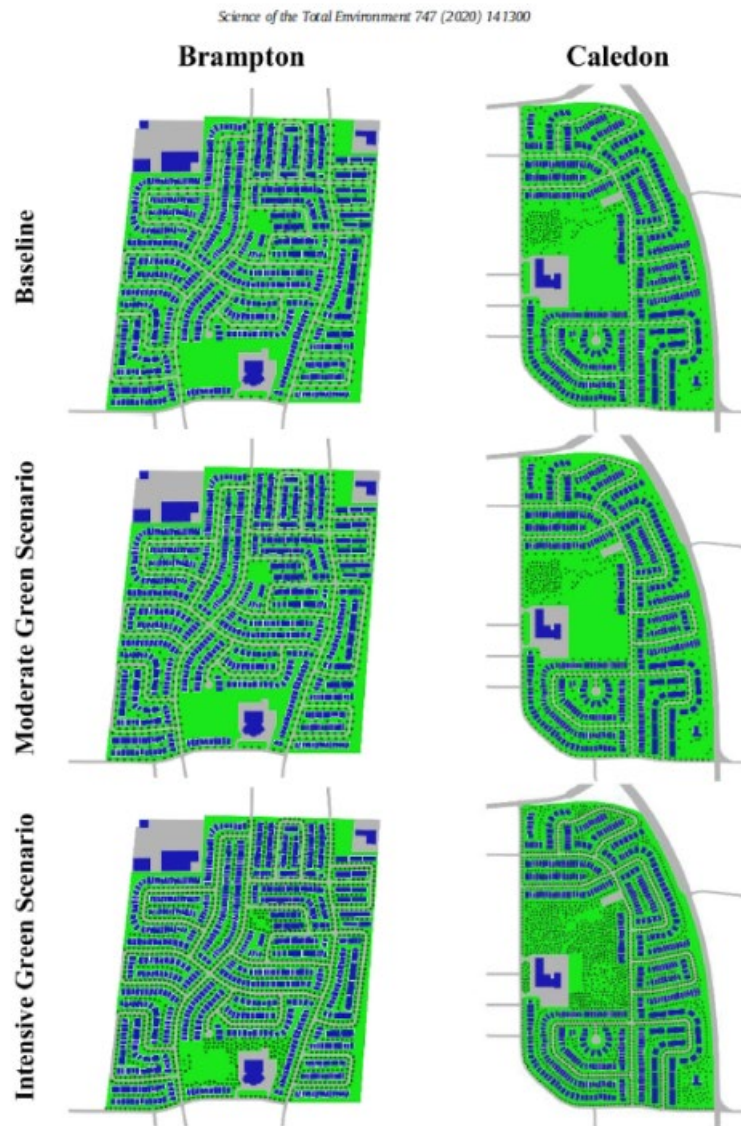 Science of the Total Environment 747 (2020) 141300
Brampton
Caledon
Baseline
Moderate Green Scenario
Intensive Green Scenario